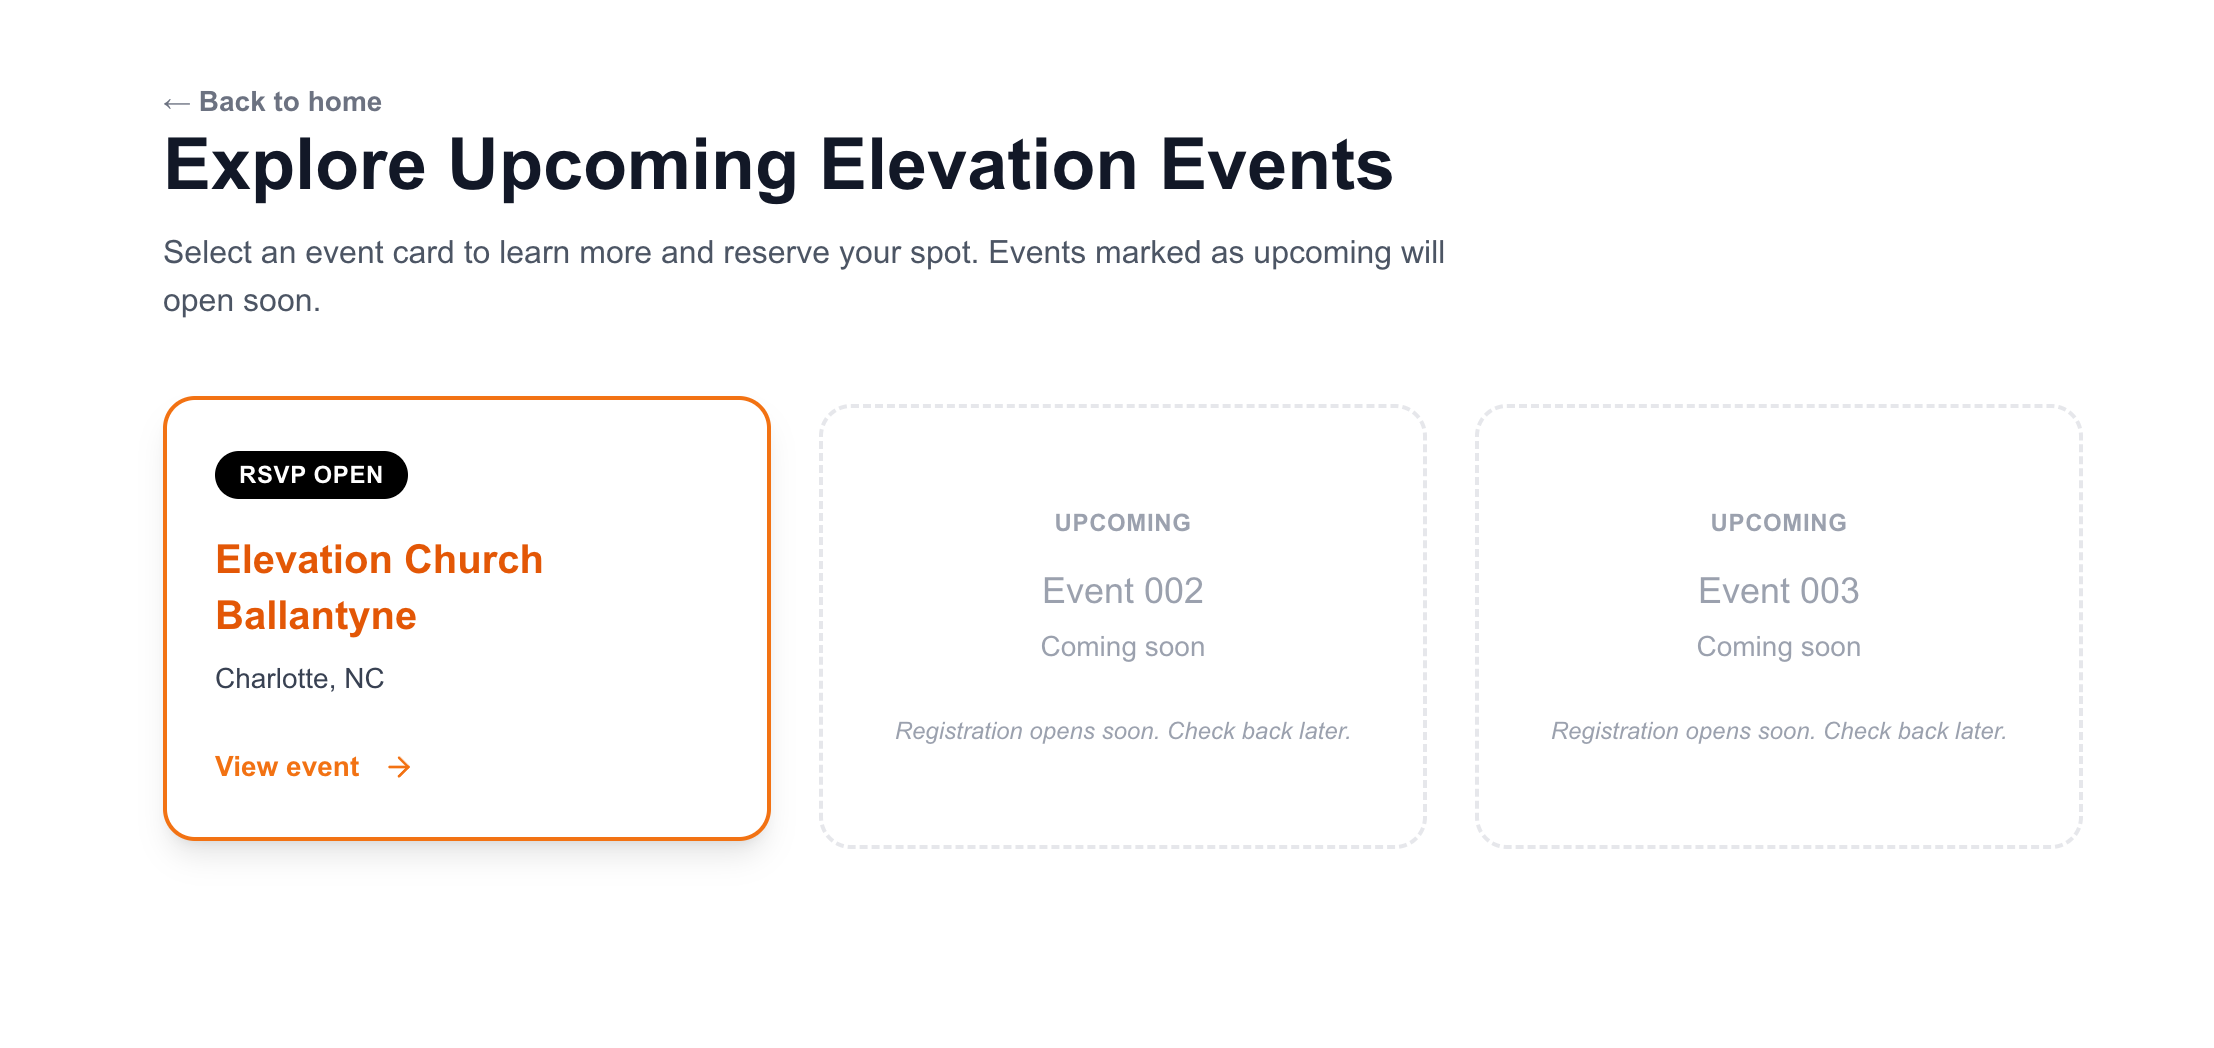 ← Back to home
Explore Upcoming Elevation Events
Select an event card to learn more and reserve your spot. Events marked as upcoming will
open soon.
RSVP OPEN
Elevation Church
Ballantyne
Charlotte, NC
View event →
UPCOMING
Event 002
Coming soon
Registration opens soon. Check back later.
UPCOMING
Event 003
Coming soon
Registration opens soon. Check back later.